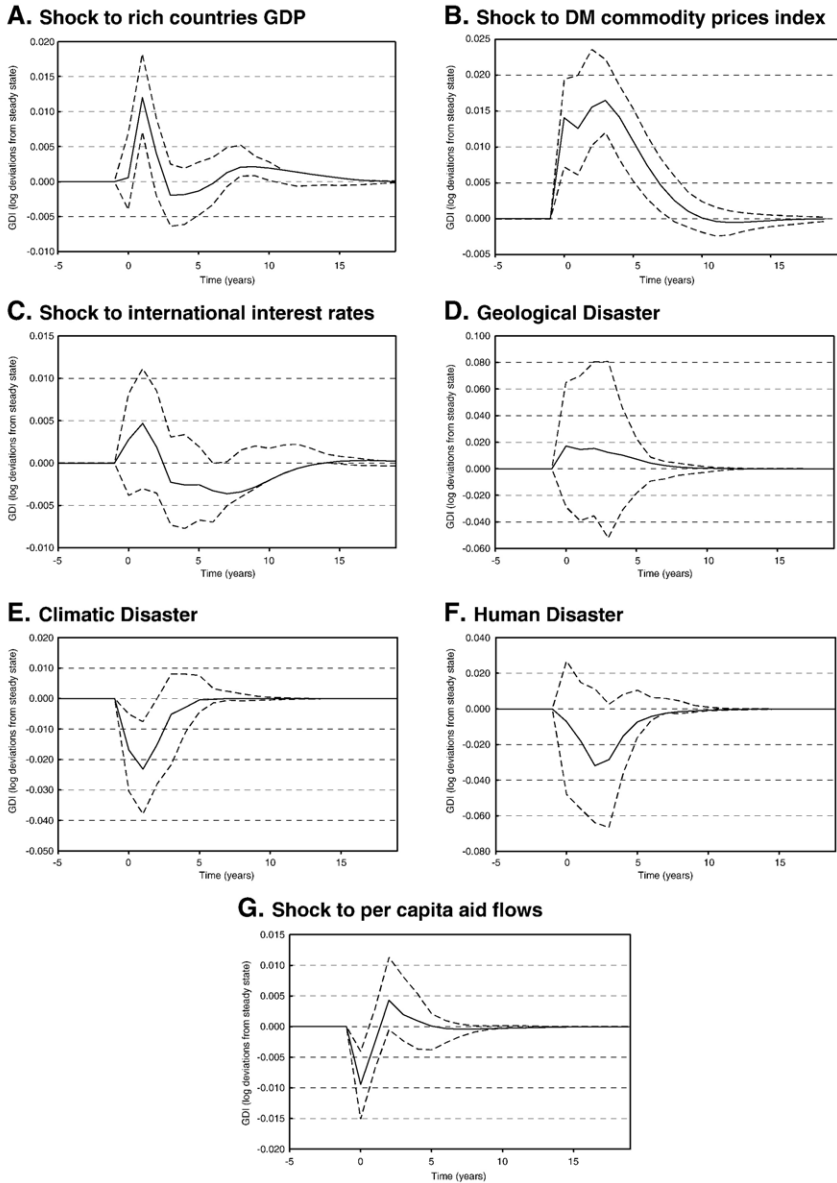 A. Shock to rich countries GDP
GDI (log deviations from steady state)
0.020
0.015
0.010
0.005
0.000
-0.005
-0.010
-5 0 5 10 15
Time (years)
B. Shock to DM commodity prices index
GDI (log deviations from steady state)
0.025
0.020
0.015
0.010
0.005
0.000
-0.005
-5 0 5 10 15
Time (years)
C. Shock to international interest rates
GDI (log deviations from steady state)
0.015
0.010
0.005
0.000
-0.005
-0.010
-5 0 5 10 15
Time (years)
D. Geological Disaster
GDI (log deviations from steady state)
0.100
0.080
0.060
0.040
0.020
0.000
-0.020
-0.040
-0.060
-5 0 5 10 15
Time (years)
E. Climatic Disaster
GDI (log deviations from steady state)
0.020
0.010
0.000
-0.010
-0.020
-0.030
-0.040
-0.050
-5 0 5 10 15
Time (years)
F. Human Disaster
GDI (log deviations from steady state)
0.040
0.020
0.000
-0.020
-0.040
-0.060
-0.080
-5 0 5 10 15
Time (years)
G. Shock to per capita aid flows
GDI (log deviations from steady state)
0.015
0.010
0.005
0.000
-0.005
-0.010
-0.015
-0.020
-5 0 5 10 15
Time (years)